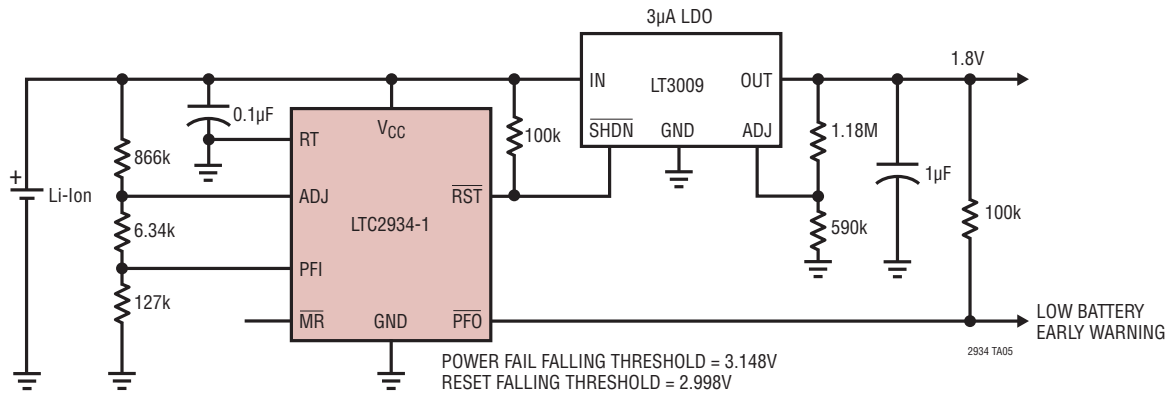 3µA LDO
1.8V
IN
LT3009
OUT
SHDN
GND
ADJ
0.1µF
VCC
RT
100k
1.18M
866k
1µF
+
Li-Ion
ADJ
RST
LTC2934-1
6.34k
590k
100k
PFI
127k
MR
GND
PFO
LOW BATTERY
EARLY WARNING
2934 TA05
POWER FAIL FALLING THRESHOLD = 3.148V
RESET FALLING THRESHOLD = 2.998V